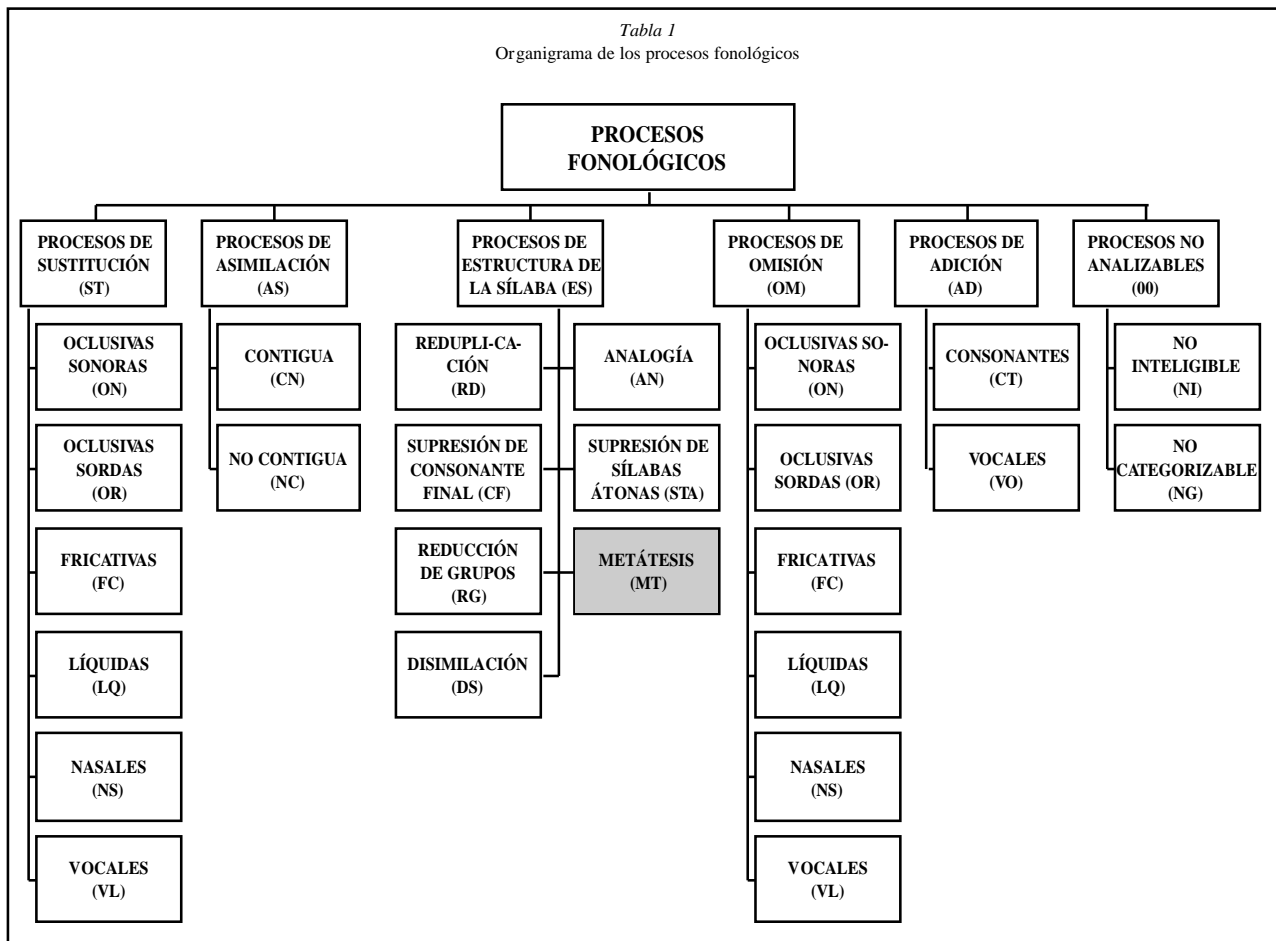 Tabla 1
Organigrama de los procesos fonológicos
PROCESOS
FONOLÓGICOS
PROCESOS DE
SUSTITUCIÓN
(ST)
OCLUSIVAS
SONORAS
(ON)
OCLUSIVAS
SORDAS
(OR)
FRICATIVAS
(FC)
LÍQUIDAS
(LQ)
NASALES
(NS)
VOCALES
(VL)
PROCESOS DE
ASIMILACIÓN
(AS)
CONTIGUA
(CN)
NO CONTIGUA
(NC)
PROCESOS DE
ESTRUCTURA DE
LA SÍLABA (ES)
REDUPLI-CA-
CIÓN
(RD)
ANALOGÍA
(AN)
SUPRESIÓN DE
CONSONANTE
FINAL (CF)
SUPRESIÓN DE
SÍLABAS
ÁTONAS (STA)
REDUCCIÓN
DE GRUPOS
(RG)
METÁTESIS
(MT)
DISIMILACIÓN
(DS)
PROCESOS DE
OMISIÓN
(OM)
OCLUSIVAS SO-
NORAS
(ON)
OCLUSIVAS
SORDAS (OR)
FRICATIVAS
(FC)
LÍQUIDAS
(LQ)
NASALES
(NS)
VOCALES
(VL)
PROCESOS DE
ADICIÓN
(AD)
CONSONANTES
(CT)
VOCALES
(VO)
PROCESOS NO
ANALIZABLES
(00)
NO
INTELIGIBLE
(NI)
NO
CATEGORIZABLE
(NG)